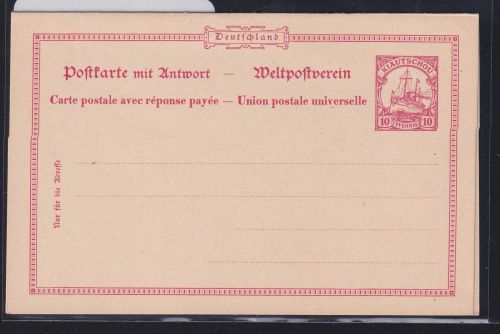 Deutschland
Postkarte mit Antwort — Weltpostverein
Carte postale avec réponse payée — Union postale universelle
KIAUTSCHOU
10 PFENNIG 10
Nur für die Adresse